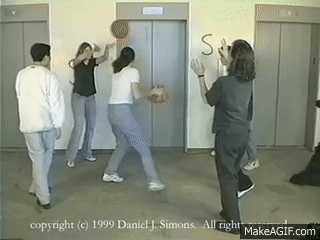 S
copyright (c) 1999 Daniel J. Simons. All rights reserved.
MakeAGIF.com